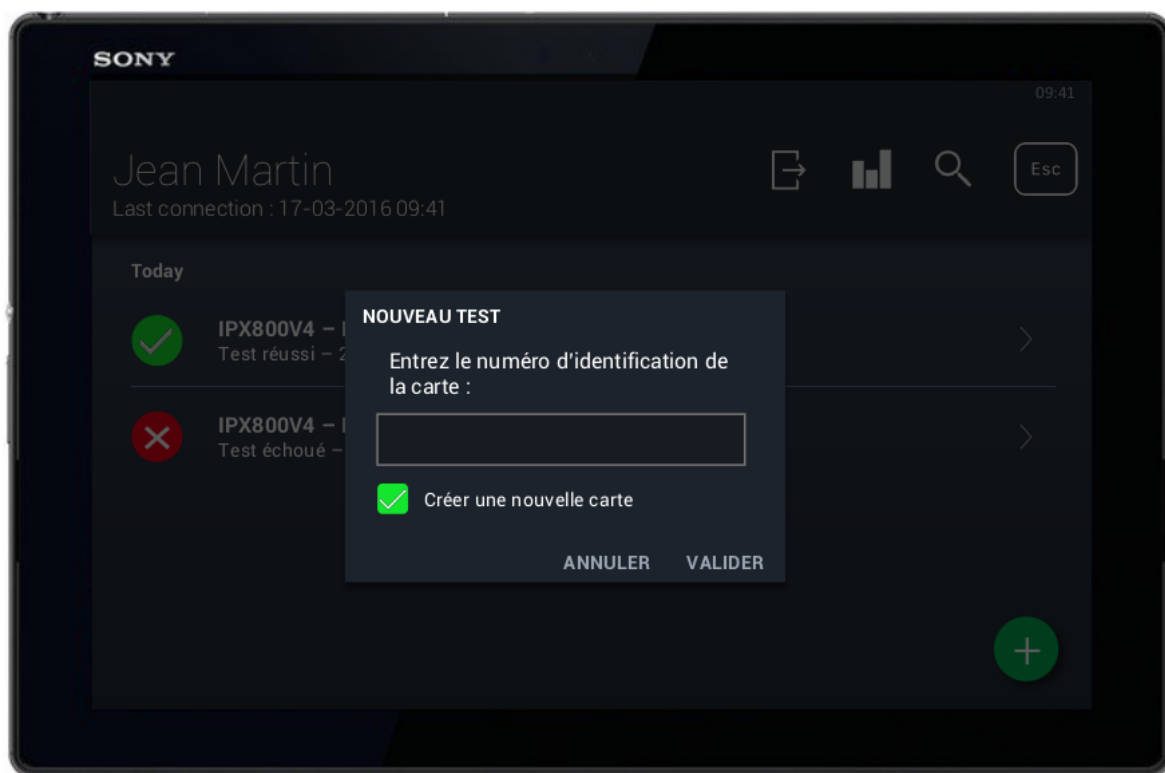 SONY
09:41
Jean Martin
Esc
Last connection : 17-03-2016 09:41
Today
IPX800V4 –
Test réussi – 2
NOUVEAU TEST
Entrez le numéro d'identification de
la carte :
IPX800V4 –
Test échoué –
Créer une nouvelle carte
ANNULER VALIDER